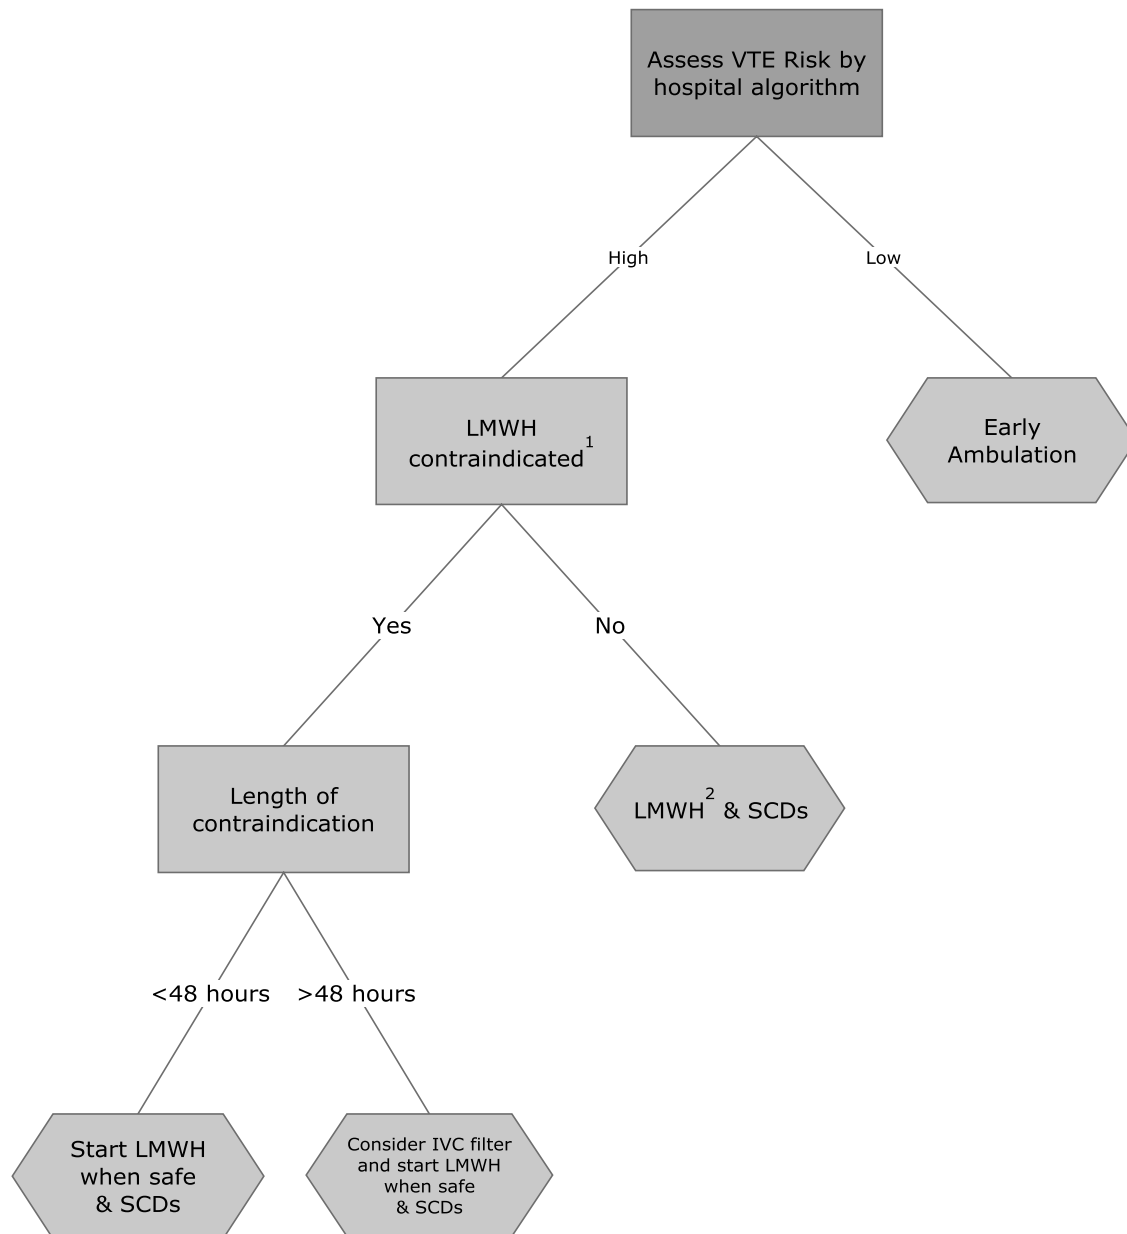 Assess VTE Risk by
hospital algorithm
High
Low
LMWH
contraindicated1
Early
Ambulation
Yes
No
Length of
contraindication
LMWH2 & SCDs
<48 hours
>48 hours
Start LMWH
when safe
& SCDs
Consider IVC filter
and start LMWH
when safe
& SCDs